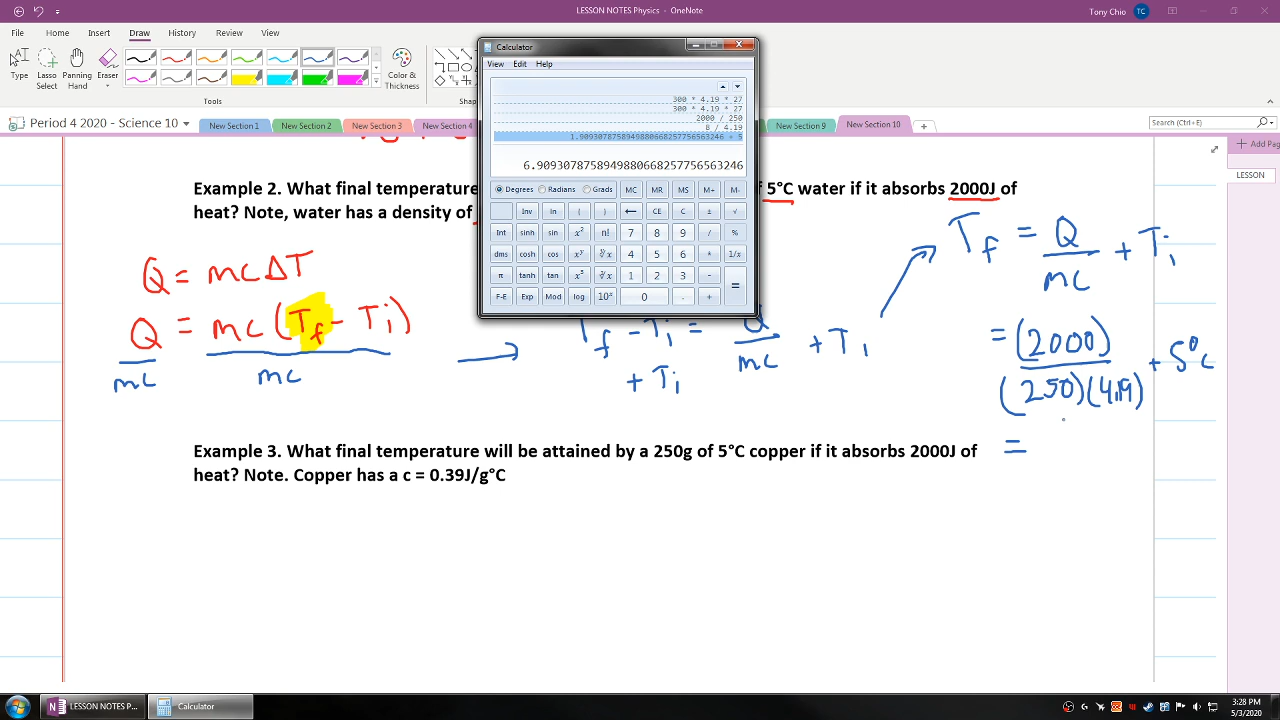 LESSON NOTES Physics - OneNote
Tony Chio TC
File Home Insert Draw History Review View
Type
Lasso Select
Panning Hand
Eraser
Color & Thickness
Tools
Period 4 2020 - Science 10
New Section 1 New Section 2 New Section 3 New Section 4 New Section 9 New Section 10
Search (Ctrl+E)
Add Pag
LESSON
Calculator
View Edit Help
300 * 4.19 * 27
300 * 4.19 * 27
2000 / 250
8 / 4.19
1.9093078758949880668257756563246 + 5
6.9093078758949880668257756563246
Degrees Radians Grads MC MR MS M+ M-
Inv ln ( ) ← CE C ± √
Int sinh sin x² n! 7 8 9 / %
dms cosh cos xʸ ʸ√x 4 5 6 * 1/x
π tanh tan x³ ³√x 1 2 3 - =
F-E Exp Mod log 10ˣ 0 . +
Example 2. What final temperature
of 5°C water if it absorbs 2000J of
heat? Note, water has a density of
Q = mcΔT
Q = mc(Tf - Ti)
mc mc
Tf - Ti = Q + Ti
mc
+ Ti
Tf = Q + Ti
mc
= (2000) + 5°C
(250)(4.19)
=
Example 3. What final temperature will be attained by a 250g of 5°C copper if it absorbs 2000J of
heat? Note. Copper has a c = 0.39J/g°C
LESSON NOTES P...
Calculator
3:28 PM
5/3/2020